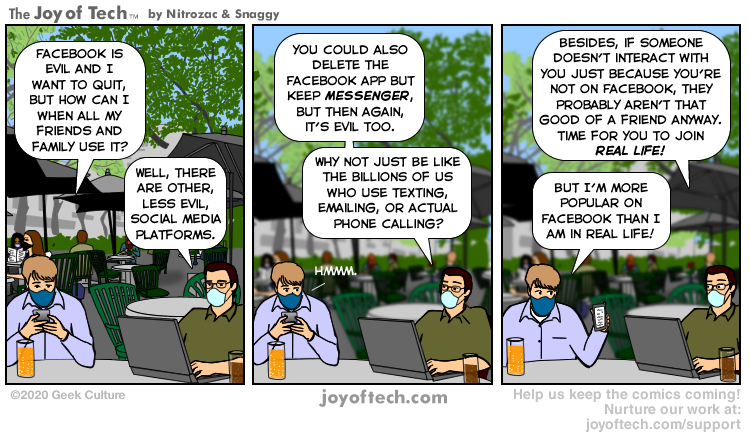 The Joy of Tech™ by Nitrozac & Snaggy
FACEBOOK IS
EVIL AND I
WANT TO QUIT,
BUT HOW CAN I
WHEN ALL MY
FRIENDS AND
FAMILY USE IT?
WELL, THERE
ARE OTHER,
LESS EVIL,
SOCIAL MEDIA
PLATFORMS.
YOU COULD ALSO
DELETE THE
FACEBOOK APP BUT
KEEP MESSENGER,
BUT THEN AGAIN,
IT'S EVIL TOO.
WHY NOT JUST BE LIKE
THE BILLIONS OF US
WHO USE TEXTING,
EMAILING, OR ACTUAL
PHONE CALLING?
HMMM.
BESIDES, IF SOMEONE
DOESN'T INTERACT WITH
YOU JUST BECAUSE YOU'RE
NOT ON FACEBOOK, THEY
PROBABLY AREN'T THAT
GOOD OF A FRIEND ANYWAY.
TIME FOR YOU TO JOIN
REAL LIFE!
BUT I'M MORE
POPULAR ON
FACEBOOK THAN I
AM IN REAL LIFE!
©2020 Geek Culture
joyoftech.com
Help us keep the comics coming!
Nurture our work at:
joyoftech.com/support